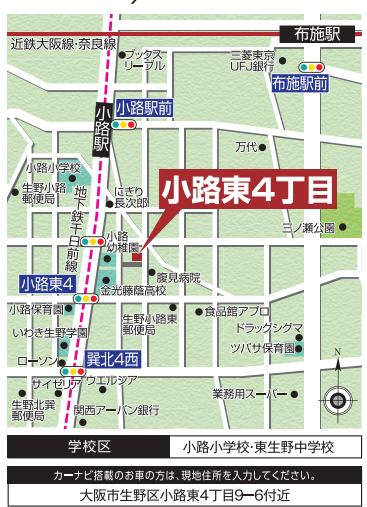 布施駅
近鉄大阪線・奈良線
ブックス
リーブル
三菱東京
UFJ銀行
布施駅前
小路駅前
小路駅
万代
小路小学校
生野小路
郵便局
にぎり
長次郎
地下鉄千日前線
小路東4丁目
三ノ瀬公園
小路
幼稚園
腹見病院
小路東4
金光藤蔭高校
小路保育園
生野小路東
郵便局
食品館アプロ
ドラッグシグマ
いわき生野学園
ツバサ保育園
巽北4西
ローソン
サイゼリア
ウエルシア
業務用スーパー
N
生野北巽
郵便局
関西アーバン銀行
学校区
小路小学校・東生野中学校
カーナビ搭載のお車の方は、現地住所を入力してください。
大阪市生野区小路東4丁目9−6付近